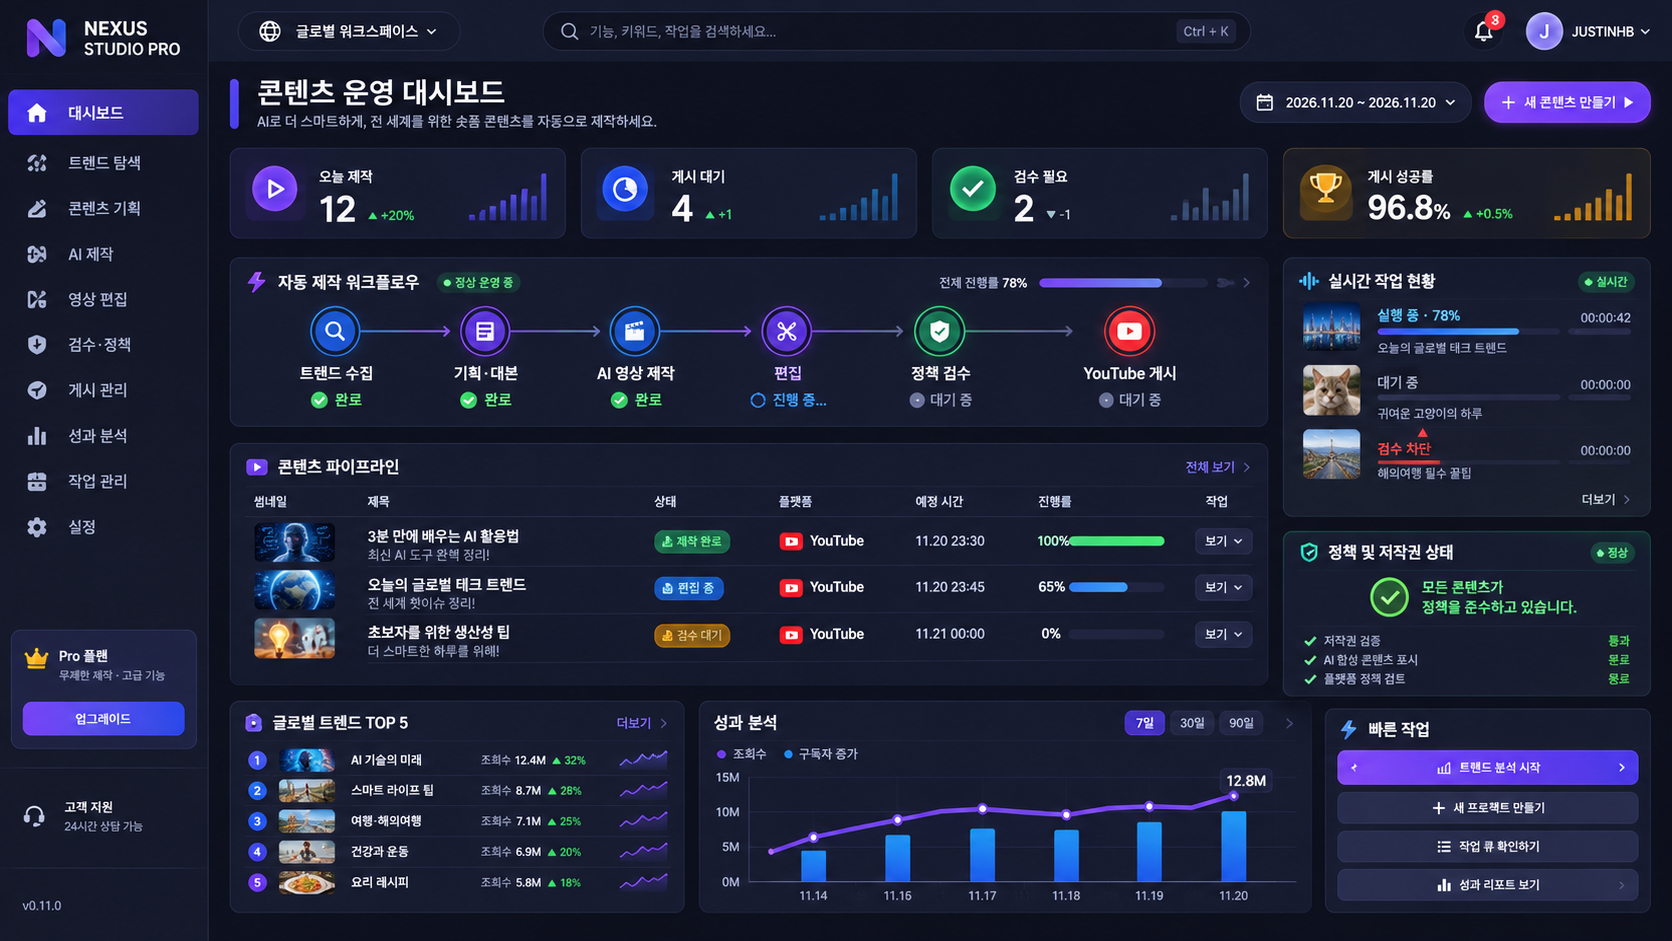 NEXUS
STUDIO PRO
글로벌 워크스페이스
기능, 키워드, 작업을 검색하세요...
Ctrl + K
3
J
JUSTINHB
대시보드
트렌드 탐색
콘텐츠 기획
AI 제작
영상 편집
검수·정책
게시 관리
성과 분석
작업 관리
설정
Pro 플랜
무제한 제작 · 고급 기능
업그레이드
고객 지원
24시간 상담 가능
v0.11.0
콘텐츠 운영 대시보드
AI로 더 스마트하게, 전 세계를 위한 숏폼 콘텐츠를 자동으로 제작하세요.
2026.11.20 ~ 2026.11.20
+ 새 콘텐츠 만들기
오늘 제작
12 ▲+20%
게시 대기
4 ▲+1
검수 필요
2 ▼-1
게시 성공률
96.8% ▲+0.5%
자동 제작 워크플로우
정상 운영 중
전체 진행률 78%
트렌드 수집
완료
기획·대본
완료
AI 영상 제작
완료
편집
진행 중...
정책 검수
대기 중
YouTube 게시
대기 중
실시간 작업 현황
실시간
실행 중 · 78%
00:00:42
오늘의 글로벌 태크 트렌드
대기 중
00:00:00
귀여운 고양이의 하루
검수 차단
00:00:00
해외여행 필수 꿀팁
더보기
콘텐츠 파이프라인
전체 보기
썸네일 제목 상태 플랫폼 예정 시간 진행률 작업
3분 만에 배우는 AI 활용법
최신 AI 도구 완벽 정리!
제작 완료
YouTube
11.20 23:30
100%
보기
오늘의 글로벌 태크 트렌드
전 세계 핫이슈 정리!
편집 중
YouTube
11.20 23:45
65%
보기
초보자를 위한 생산성 팁
더 스마트한 하루를 위해!
검수 대기
YouTube
11.21 00:00
0%
보기
정책 및 저작권 상태
정상
모든 콘텐츠가
정책을 준수하고 있습니다.
저작권 검증
통과
AI 합성 콘텐츠 표시
플랫폼 정책 검토
글로벌 트렌드 TOP 5
더보기
1 AI 기술의 미래 조회수 12.4M ▲ 32%
2 스마트 라이프 팁 조회수 8.7M ▲ 28%
3 여행·해외여행 조회수 7.1M ▲ 25%
4 건강과 운동 조회수 6.9M ▲ 20%
5 요리 레시피 조회수 5.8M ▲ 18%
성과 분석
7일 30일 90일
조회수 구독자 증가
12.8M
15M
10M
5M
0M
11.14 11.16 11.17 11.18 11.19 11.20
빠른 작업
트렌드 분석 시작
+ 새 프로젝트 만들기
작업 큐 확인하기
성과 리포트 보기